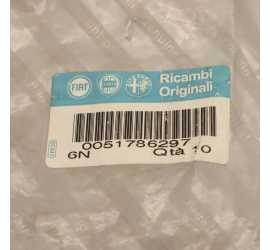 FIAT
Ricambi
Originali
0051786297
6N Qtà 10